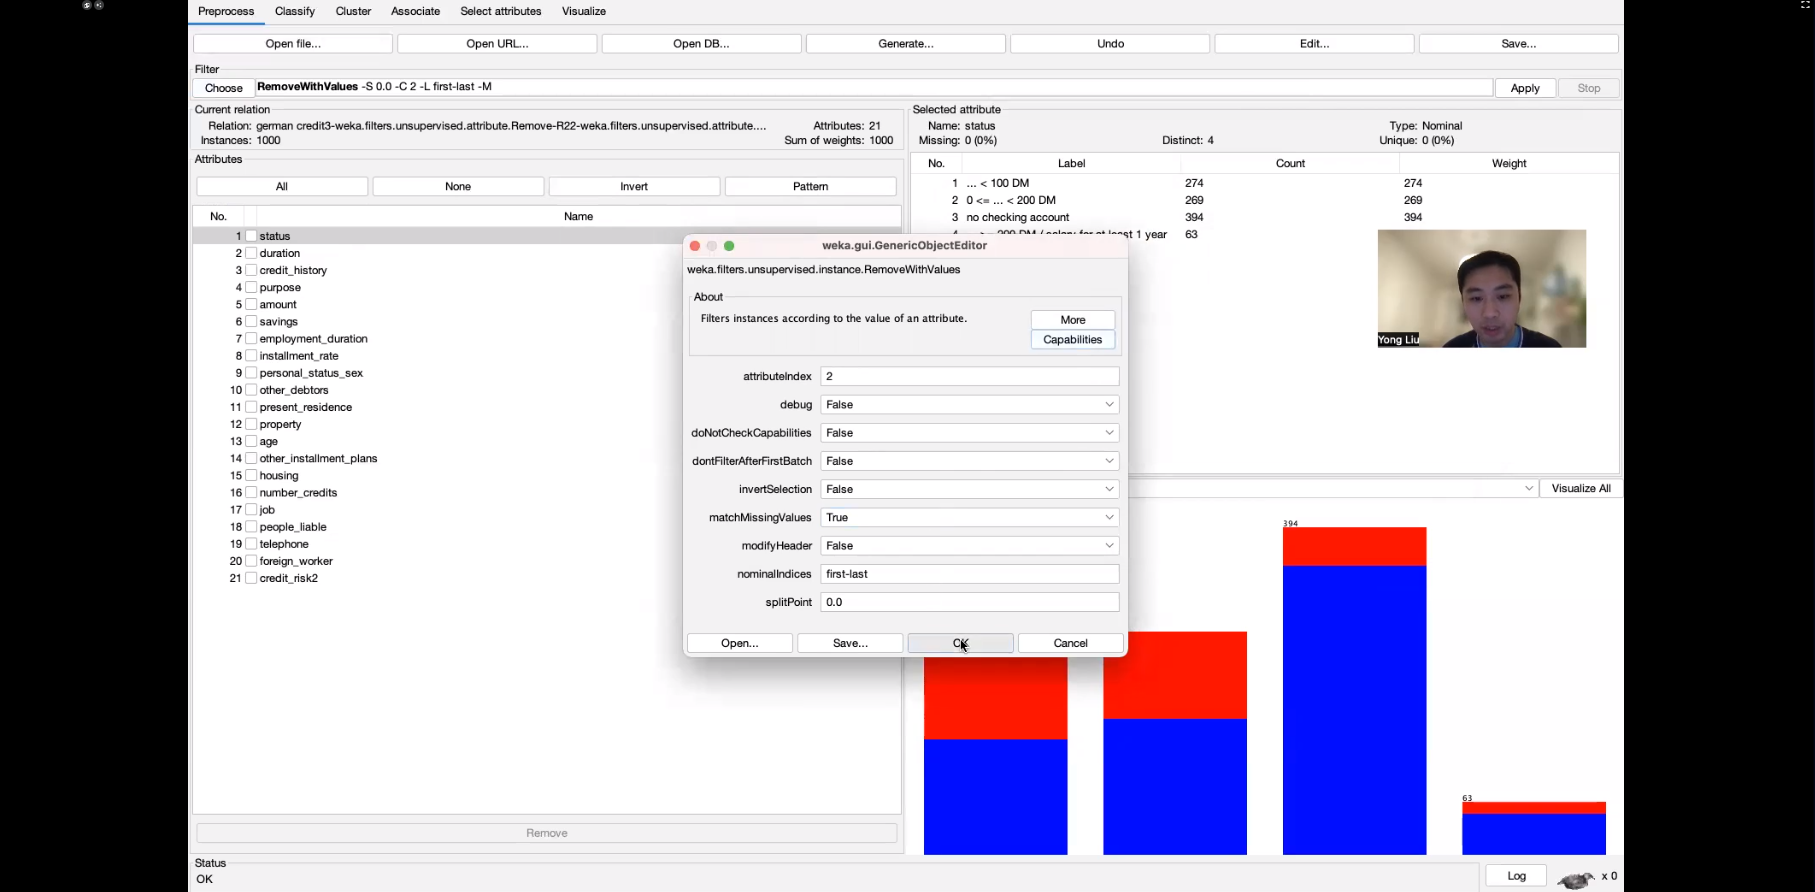 Preprocess Classify Cluster Associate Select attributes Visualize
Open file... Open URL... Open DB... Generate... Undo Edit... Save...
Filter
Choose RemoveWithValues -S 0.0 -C 2 -L first-last -M Apply Stop
Current relation
Relation: german credit3-weka.filters.unsupervised.attribute.Remove-R22-weka.filters.unsupervised.attribute.... Attributes: 21
Instances: 1000 Sum of weights: 1000
Attributes
All None Invert Pattern
No. Name
1 status
2 duration
3 credit_history
4 purpose
5 amount
6 savings
7 employment_duration
8 installment_rate
9 personal_status_sex
10 other_debtors
11 present_residence
12 property
13 age
14 other_installment_plans
15 housing
16 number_credits
17 job
18 people_liable
19 telephone
20 foreign_worker
21 credit_risk2
Remove
Selected attribute
Name: status Type: Nominal
Missing: 0 (0%) Distinct: 4 Unique: 0 (0%)
No. Label Count Weight
1 ... < 100 DM 274 274
2 0 <= ... < 200 DM 269 269
3 no checking account 394 394
200 DM / salary for at least 1 year 63
Yong Liu
weka.gui.GenericObjectEditor
weka.filters.unsupervised.instance.RemoveWithValues
About
Filters instances according to the value of an attribute. More
Capabilities
attributeIndex 2
debug False
doNotCheckCapabilities False
dontFilterAfterFirstBatch False
invertSelection False
matchMissingValues True
modifyHeader False
nominalIndices first-last
splitPoint 0.0
Open... Save... OK Cancel
Visualize All
394
63
Status
OK
Log x 0